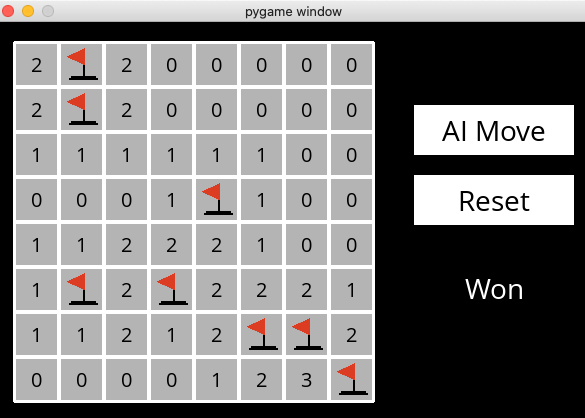 pygame window
2 2 0 0 0 0 0
2 2 0 0 0 0 0
AI Move
1 1 1 1 1 1 0 0
0 0 0 1 1 0 0
Reset
1 1 2 2 2 1 0 0
1 2 2 2 2 1
Won
1 1 2 1 2 2
0 0 0 0 1 2 3